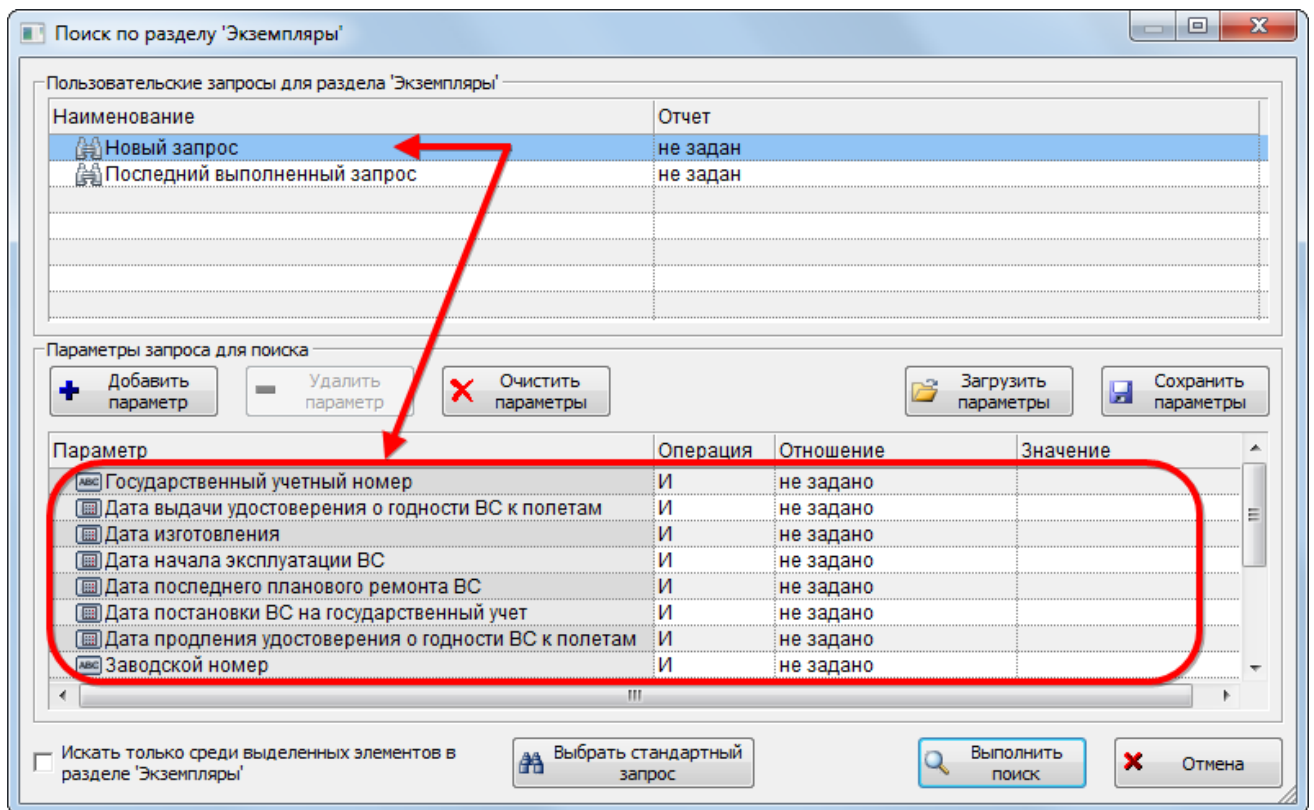 Поиск по разделу 'Экземпляры'
Пользовательские запросы для раздела 'Экземпляры'
Наименование Отчет
Новый запрос не задан
Последний выполненный запрос не задан
Параметры запроса для поиска
Добавить параметр
Удалить параметр
Очистить параметры
Загрузить параметры
Сохранить параметры
Параметр Операция Отношение Значение
ABC Государственный учетный номер И не задано
Дата выдачи удостоверения о годности ВС к полетам И не задано
Дата изготовления И не задано
Дата начала эксплуатации ВС И не задано
Дата последнего планового ремонта ВС И не задано
Дата постановки ВС на государственный учет И не задано
Дата продления удостоверения о годности ВС к полетам И не задано
ABC Заводской номер И не задано
Искать только среди выделенных элементов в
разделе 'Экземпляры'
Выбрать стандартный
запрос
Выполнить
поиск
Отмена